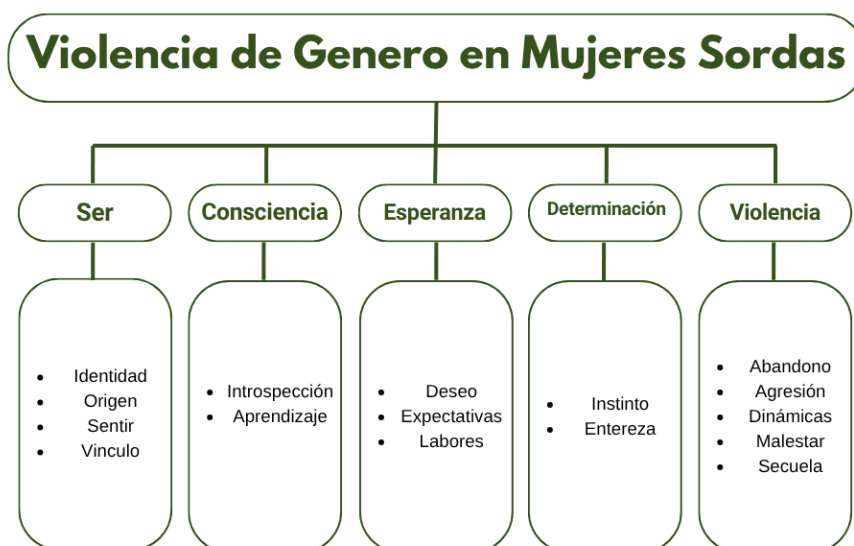 Violencia de Genero en Mujeres Sordas
Ser
Consciencia
Esperanza
Determinación
Violencia
• Identidad
• Origen
• Sentir
• Vinculo
• Introspección
• Aprendizaje
• Deseo
• Expectativas
• Labores
• Instinto
• Entereza
• Abandono
• Agresión
• Dinámicas
• Malestar
• Secuela